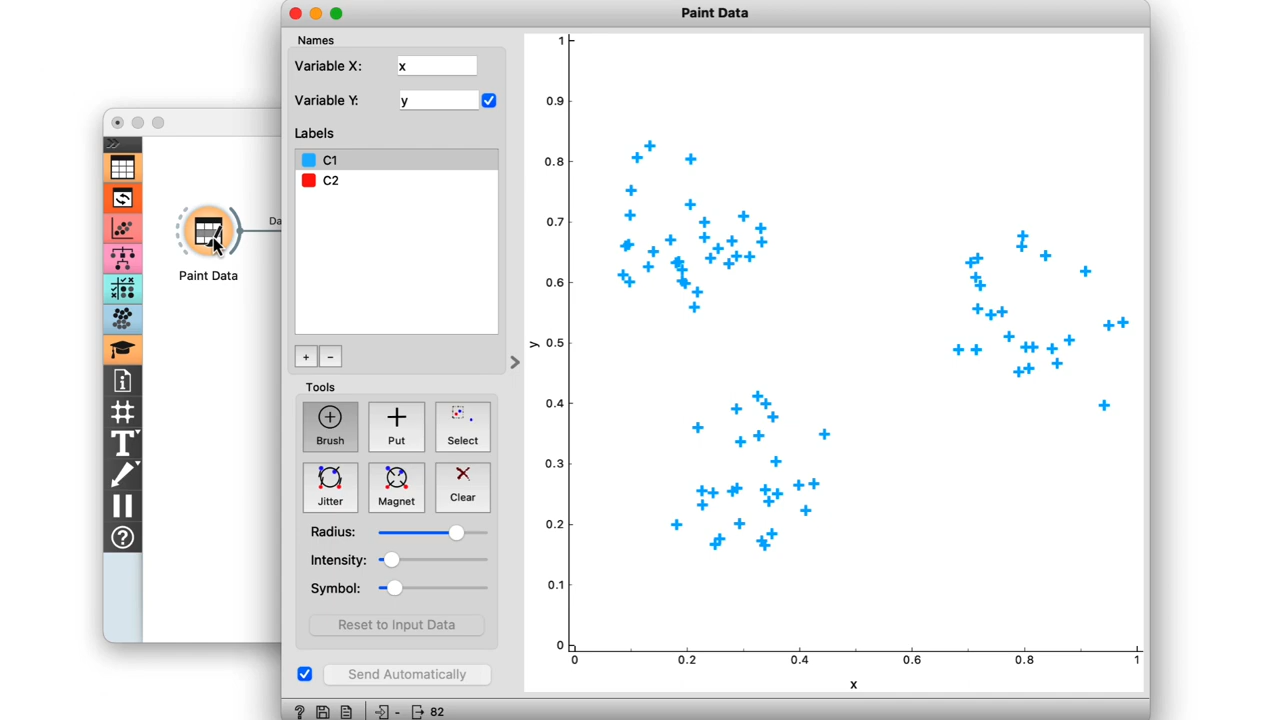 Paint Data
Names
Variable X:
x
Variable Y:
y
Labels
C1
C2
+
-
Tools
Brush
Put
Select
Jitter
Magnet
Clear
Radius:
Intensity:
Symbol:
Reset to Input Data
Send Automatically
? - 82
Da
Paint Data
T
?
1
0.9
0.8
0.7
0.6
0.5
0.4
0.3
0.2
0.1
0
y
0 0.2 0.4 0.6 0.8 1
x